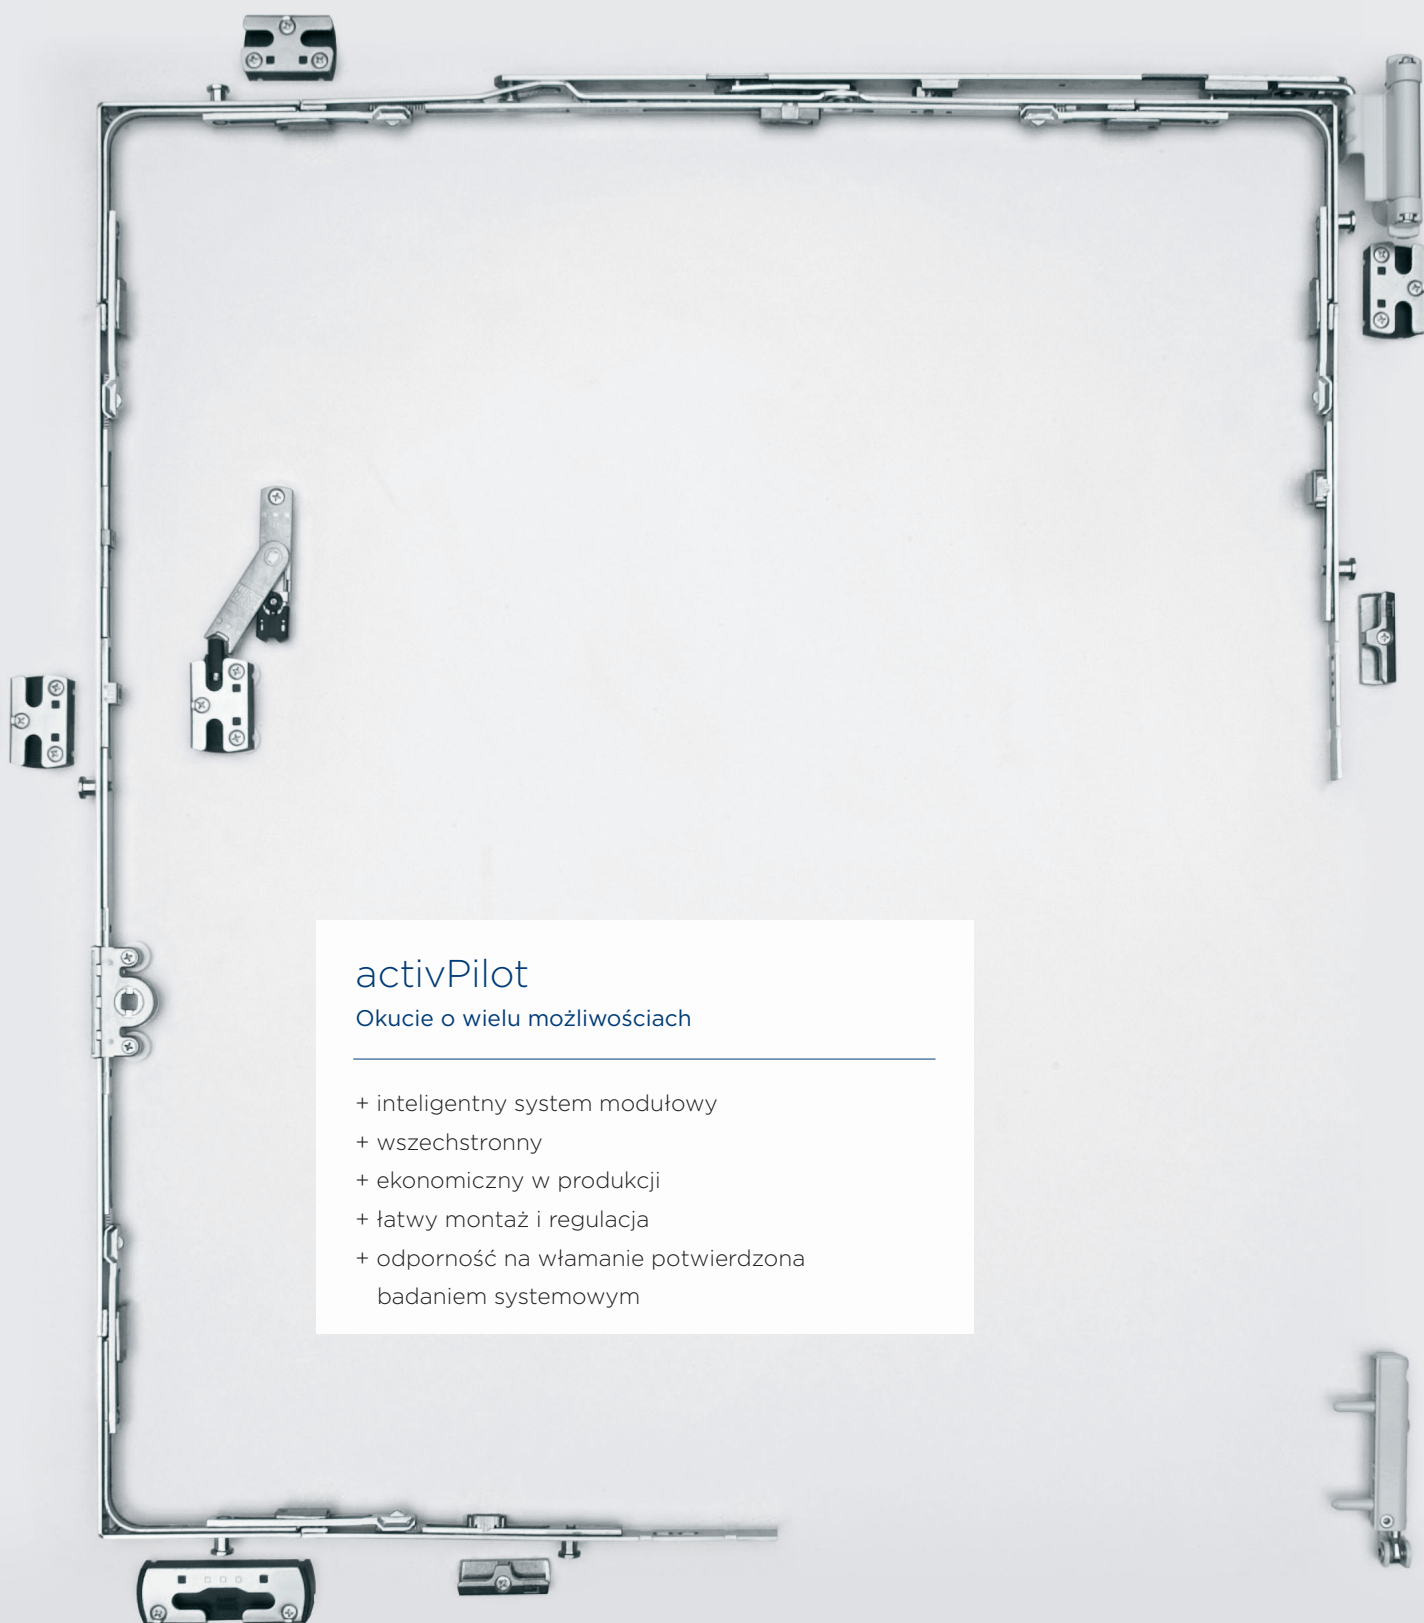 activPilot
Okucie o wielu możliwościach
+ inteligentny system modułowy
+ wszechstronny
+ ekonomiczny w produkcji
+ łatwy montaż i regulacja
+ odporność na włamanie potwierdzona
badaniem systemowym